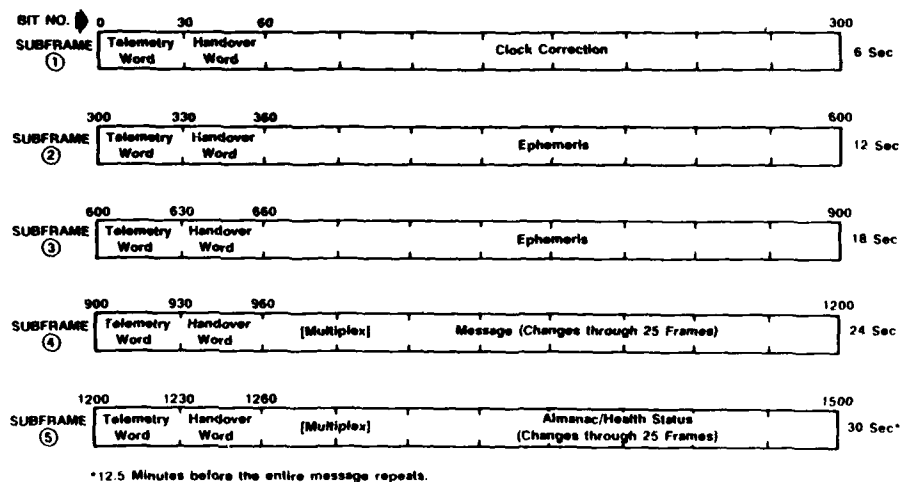 BIT NO. 0 30 60 300
SUBFRAME Telemetry Handover Clock Correction 6 Sec
① Word Word
300 330 360 600
SUBFRAME Telemetry Handover Ephemeris 12 Sec
② Word Word
600 630 660 900
SUBFRAME Telemetry Handover Ephemeris 18 Sec
③ Word Word
900 930 960 1200
SUBFRAME Telemetry Handover [Multiplex] Message (Changes through 25 Frames) 24 Sec
④ Word Word
1200 1230 1260 1500
SUBFRAME Telemetry Handover [Multiplex] Almanac/Health Status 30 Sec*
⑤ Word Word (Changes through 25 Frames)
*12.5 Minutes before the entire message repeats.